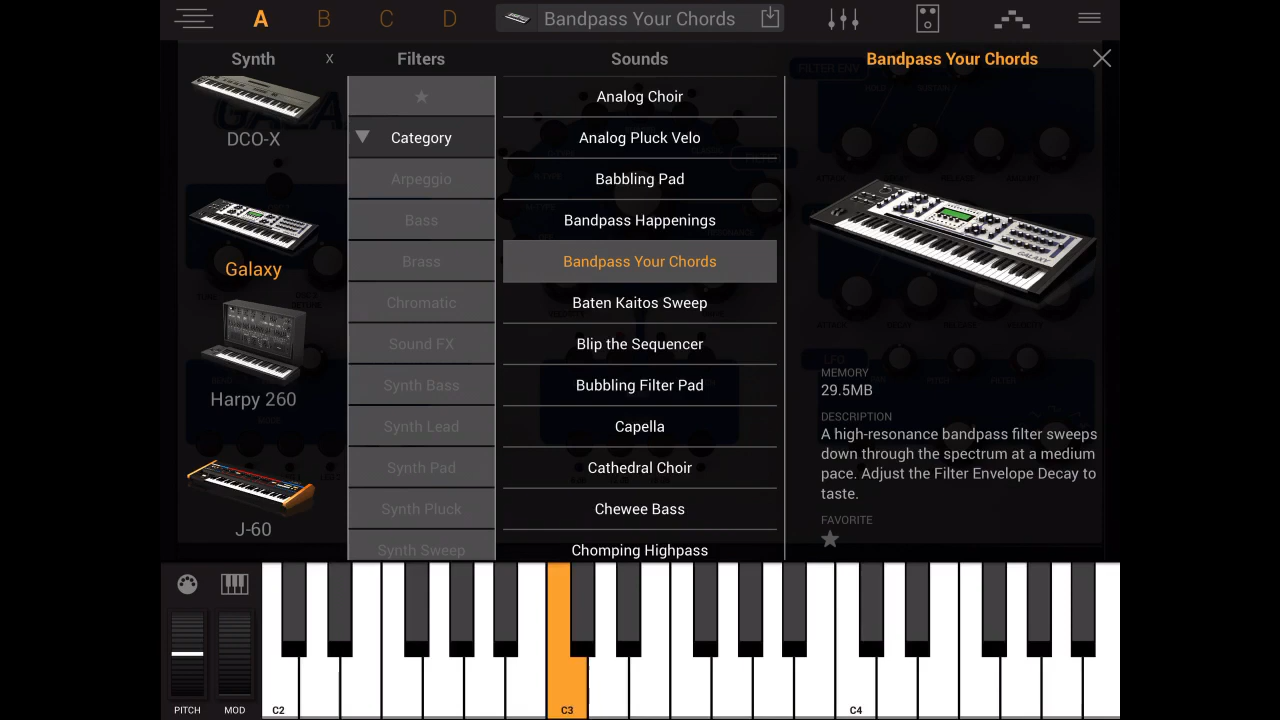 A B C D Bandpass Your Chords
Synth X Filters Sounds Bandpass Your Chords
DCO-X
Galaxy
Harpy 260
J-60
★
Category
Arpeggio
Bass
Brass
Chromatic
Sound FX
Synth Bass
Synth Lead
Synth Pad
Synth Pluck
Synth Sweep
Analog Choir
Analog Pluck Velo
Babbling Pad
Bandpass Happenings
Bandpass Your Chords
Baten Kaitos Sweep
Blip the Sequencer
Bubbling Filter Pad
Capella
Cathedral Choir
Chewee Bass
Chomping Highpass
FILTER ENV
GALAXY
LFO
MEMORY
29.5MB
DESCRIPTION
A high-resonance bandpass filter sweeps
down through the spectrum at a medium
pace. Adjust the Filter Envelope Decay to
taste.
FAVORITE
PITCH MOD C2 C3 C4